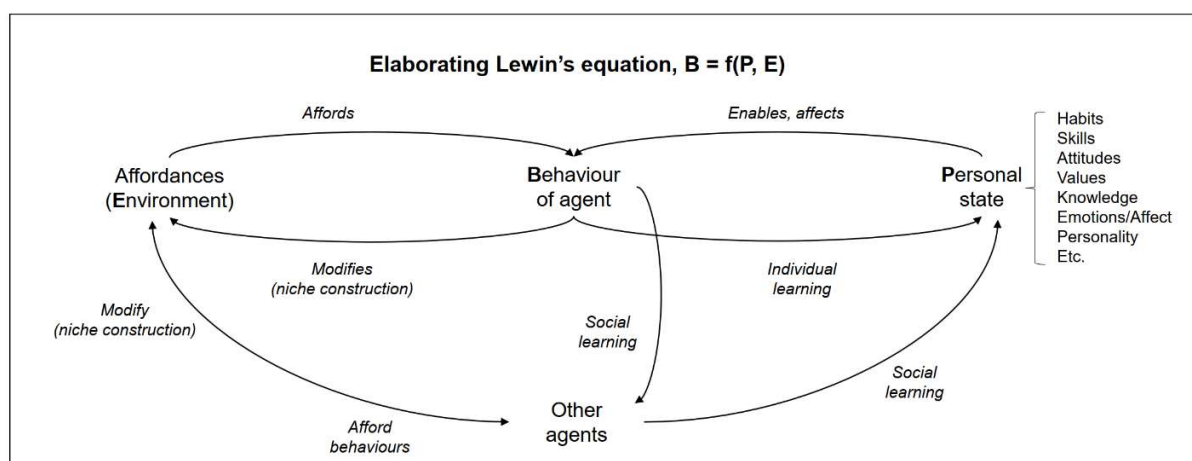 Elaborating Lewin's equation, B = f(P, E)
Affords
Enables, affects
Affordances
(Environment)
Behaviour
of agent
Personal
state
Habits
Skills
Attitudes
Values
Knowledge
Emotions/Affect
Personality
Etc.
Modifies
(niche construction)
Individual
learning
Modify
(niche construction)
Social
learning
Social
learning
Afford
behaviours
Other
agents